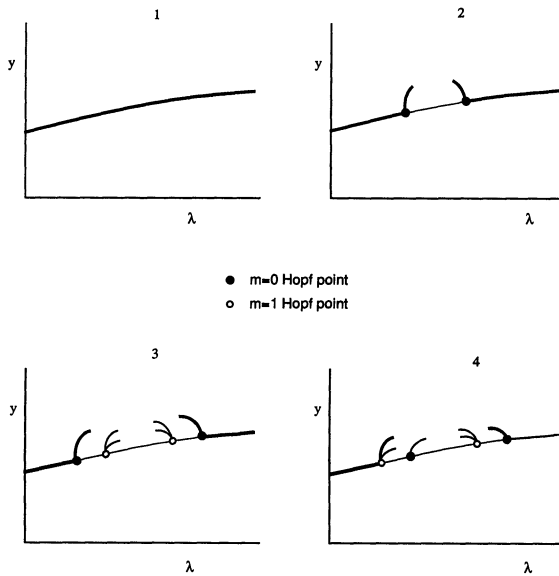 1
y
λ
2
y
λ
m=0 Hopf point
m=1 Hopf point
3
y
λ
4
y
λ